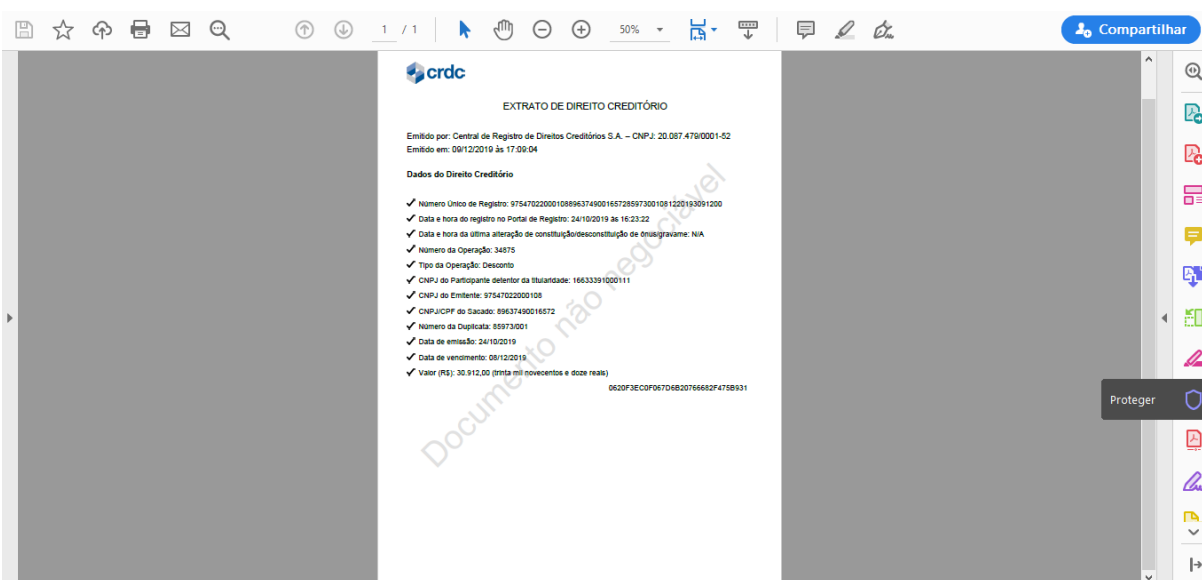 1 / 1
50%
Compartilhar
crdc
EXTRATO DE DIREITO CREDITÓRIO
Emitido por: Central de Registro de Direitos Creditórios S.A. – CNPJ: 20.087.479/0001-52
Emitido em: 09/12/2019 às 17:09:04
Dados do Direito Creditório
Número Único de Registro: 975470220001088963749001657285973001081220193091200
Data e hora do registro no Portal de Registro: 24/10/2019 às 16:23:22
Data e hora da última alteração de constituição/desconstituição de ônus/gravame: N/A
Número da Operação: 34875
Tipo da Operação: Desconto
CNPJ do Participante detentor da titularidade: 16633391000111
CNPJ do Emitente: 97547022000108
CNPJ/CPF do Sacado: 89637490016572
Número da Duplicata: 85973/001
Data de emissão: 24/10/2019
Data de vencimento: 08/12/2019
Valor (R$): 30.912,00 (trinta mil novecentos e doze reais)
0620F3EC0F067D6B20766682F475B931
Documento não negociável
Proteger